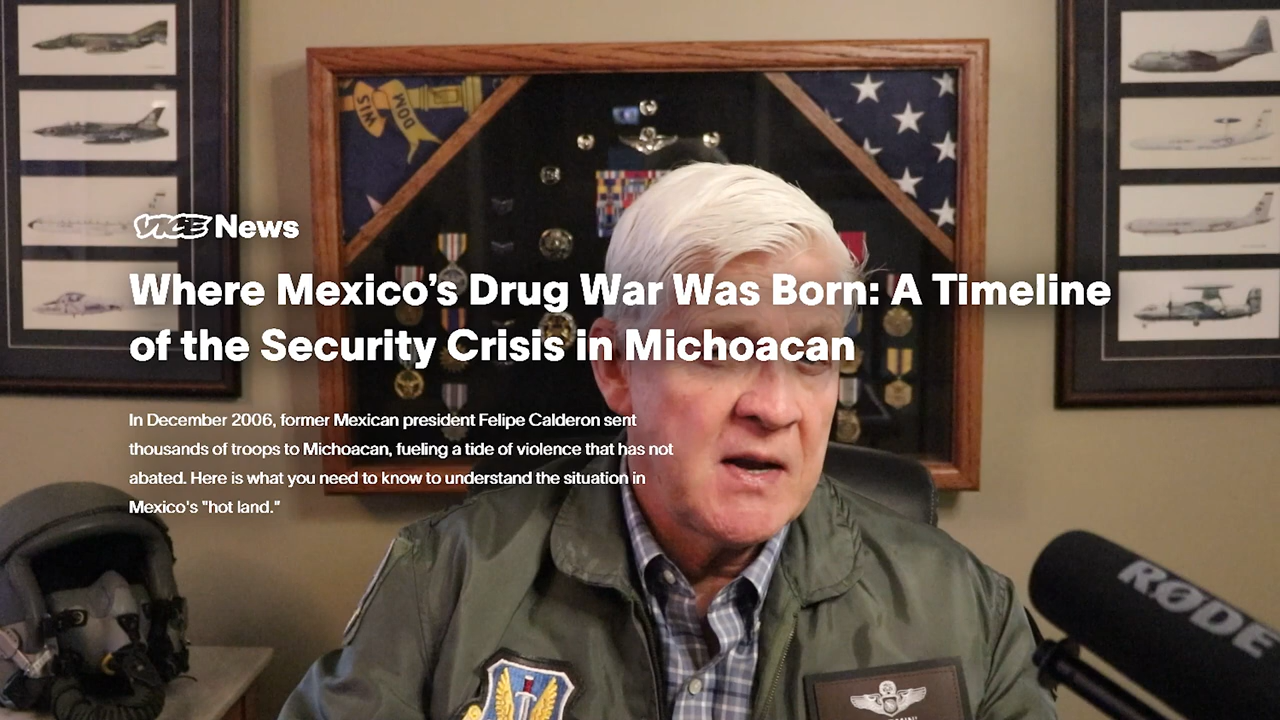 WIS
DOM
VICE News
Where Mexico's Drug War Was Born: A Timeline
of the Security Crisis in Michoacan
In December 2006, former Mexican president Felipe Calderon sent
thousands of troops to Michoacan, fueling a tide of violence that has not
abated. Here is what you need to know to understand the situation in
Mexico's "hot land."
RØDE